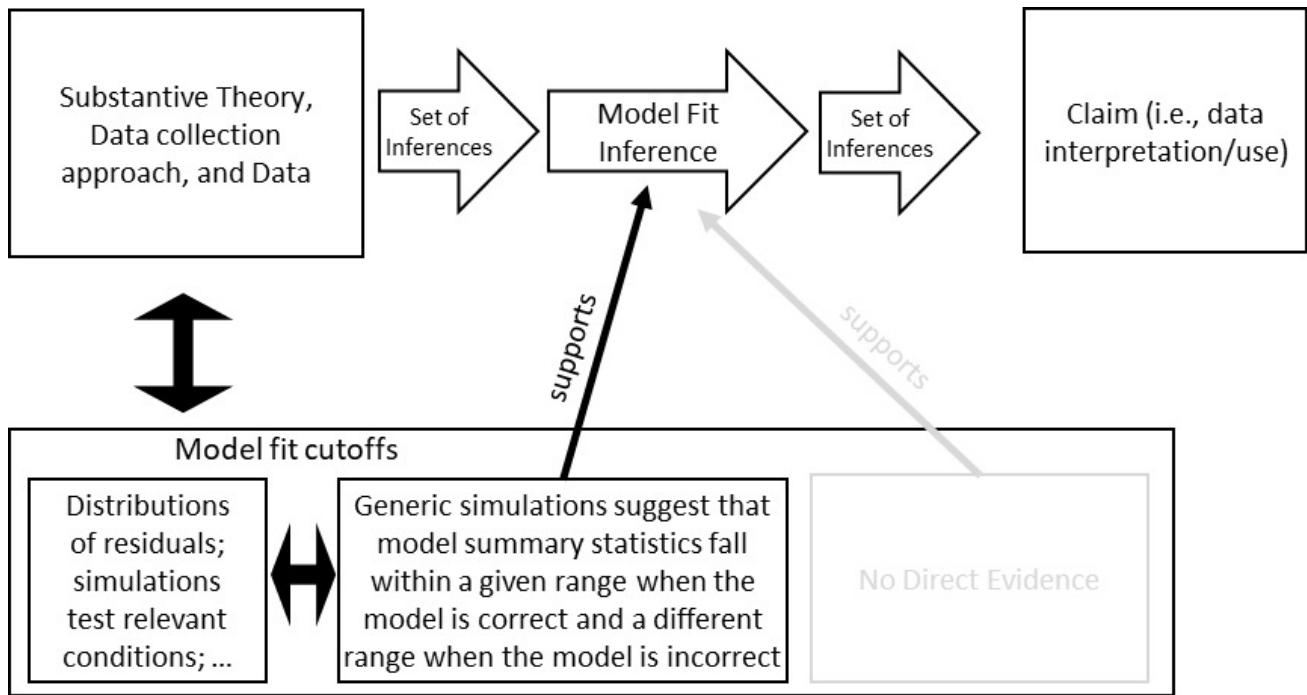 Substantive Theory,
Data collection
approach, and Data
Set of
Inferences
Model Fit
Inference
Set of
Inferences
Claim (i.e., data
interpretation/use)
supports
supports
Model fit cutoffs
Distributions
of residuals;
simulations
test relevant
conditions; ...
Generic simulations suggest that
model summary statistics fall
within a given range when the
model is correct and a different
range when the model is incorrect
No Direct Evidence